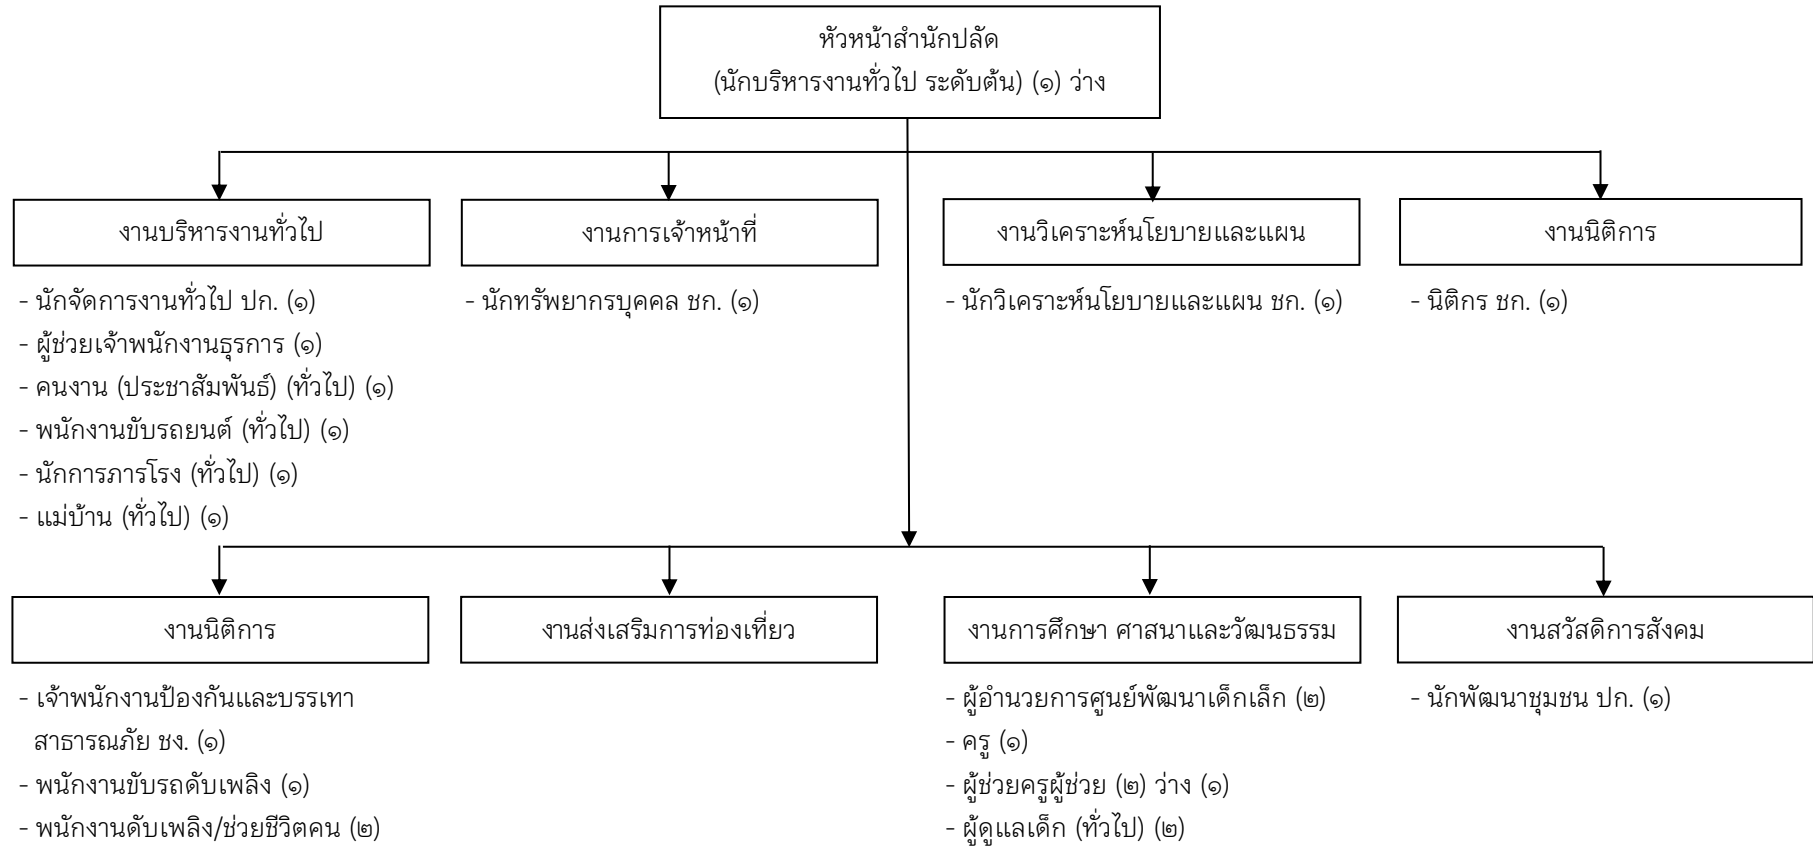 หัวหน้าสำนักปลัด
(นักบริหารงานทั่วไป ระดับต้น) (๑) ว่าง
งานบริหารงานทั่วไป
งานการเจ้าหน้าที่
งานวิเคราะห์นโยบายและแผน
งานนิติการ
- นักจัดการงานทั่วไป ปก. (๑)
- ผู้ช่วยเจ้าพนักงานธุรการ (๑)
- คนงาน (ประชาสัมพันธ์) (ทั่วไป) (๑)
- พนักงานขับรถยนต์ (ทั่วไป) (๑)
- นักการภารโรง (ทั่วไป) (๑)
- แม่บ้าน (ทั่วไป) (๑)
- นักทรัพยากรบุคคล ชก. (๑)
- นักวิเคราะห์นโยบายและแผน ชก. (๑)
- นิติกร ชก. (๑)
งานนิติการ
งานส่งเสริมการท่องเที่ยว
งานการศึกษา ศาสนาและวัฒนธรรม
งานสวัสดิการสังคม
- เจ้าพนักงานป้องกันและบรรเทา
สาธารณภัย ชง. (๑)
- พนักงานขับรถดับเพลิง (๑)
- พนักงานดับเพลิง/ช่วยชีวิตคน (๒)
- ผู้อำนวยการศูนย์พัฒนาเด็กเล็ก (๒)
- ครู (๑)
- ผู้ช่วยครูผู้ช่วย (๒) ว่าง (๑)
- ผู้ดูแลเด็ก (ทั่วไป) (๒)
- นักพัฒนาชุมชน ปก. (๑)